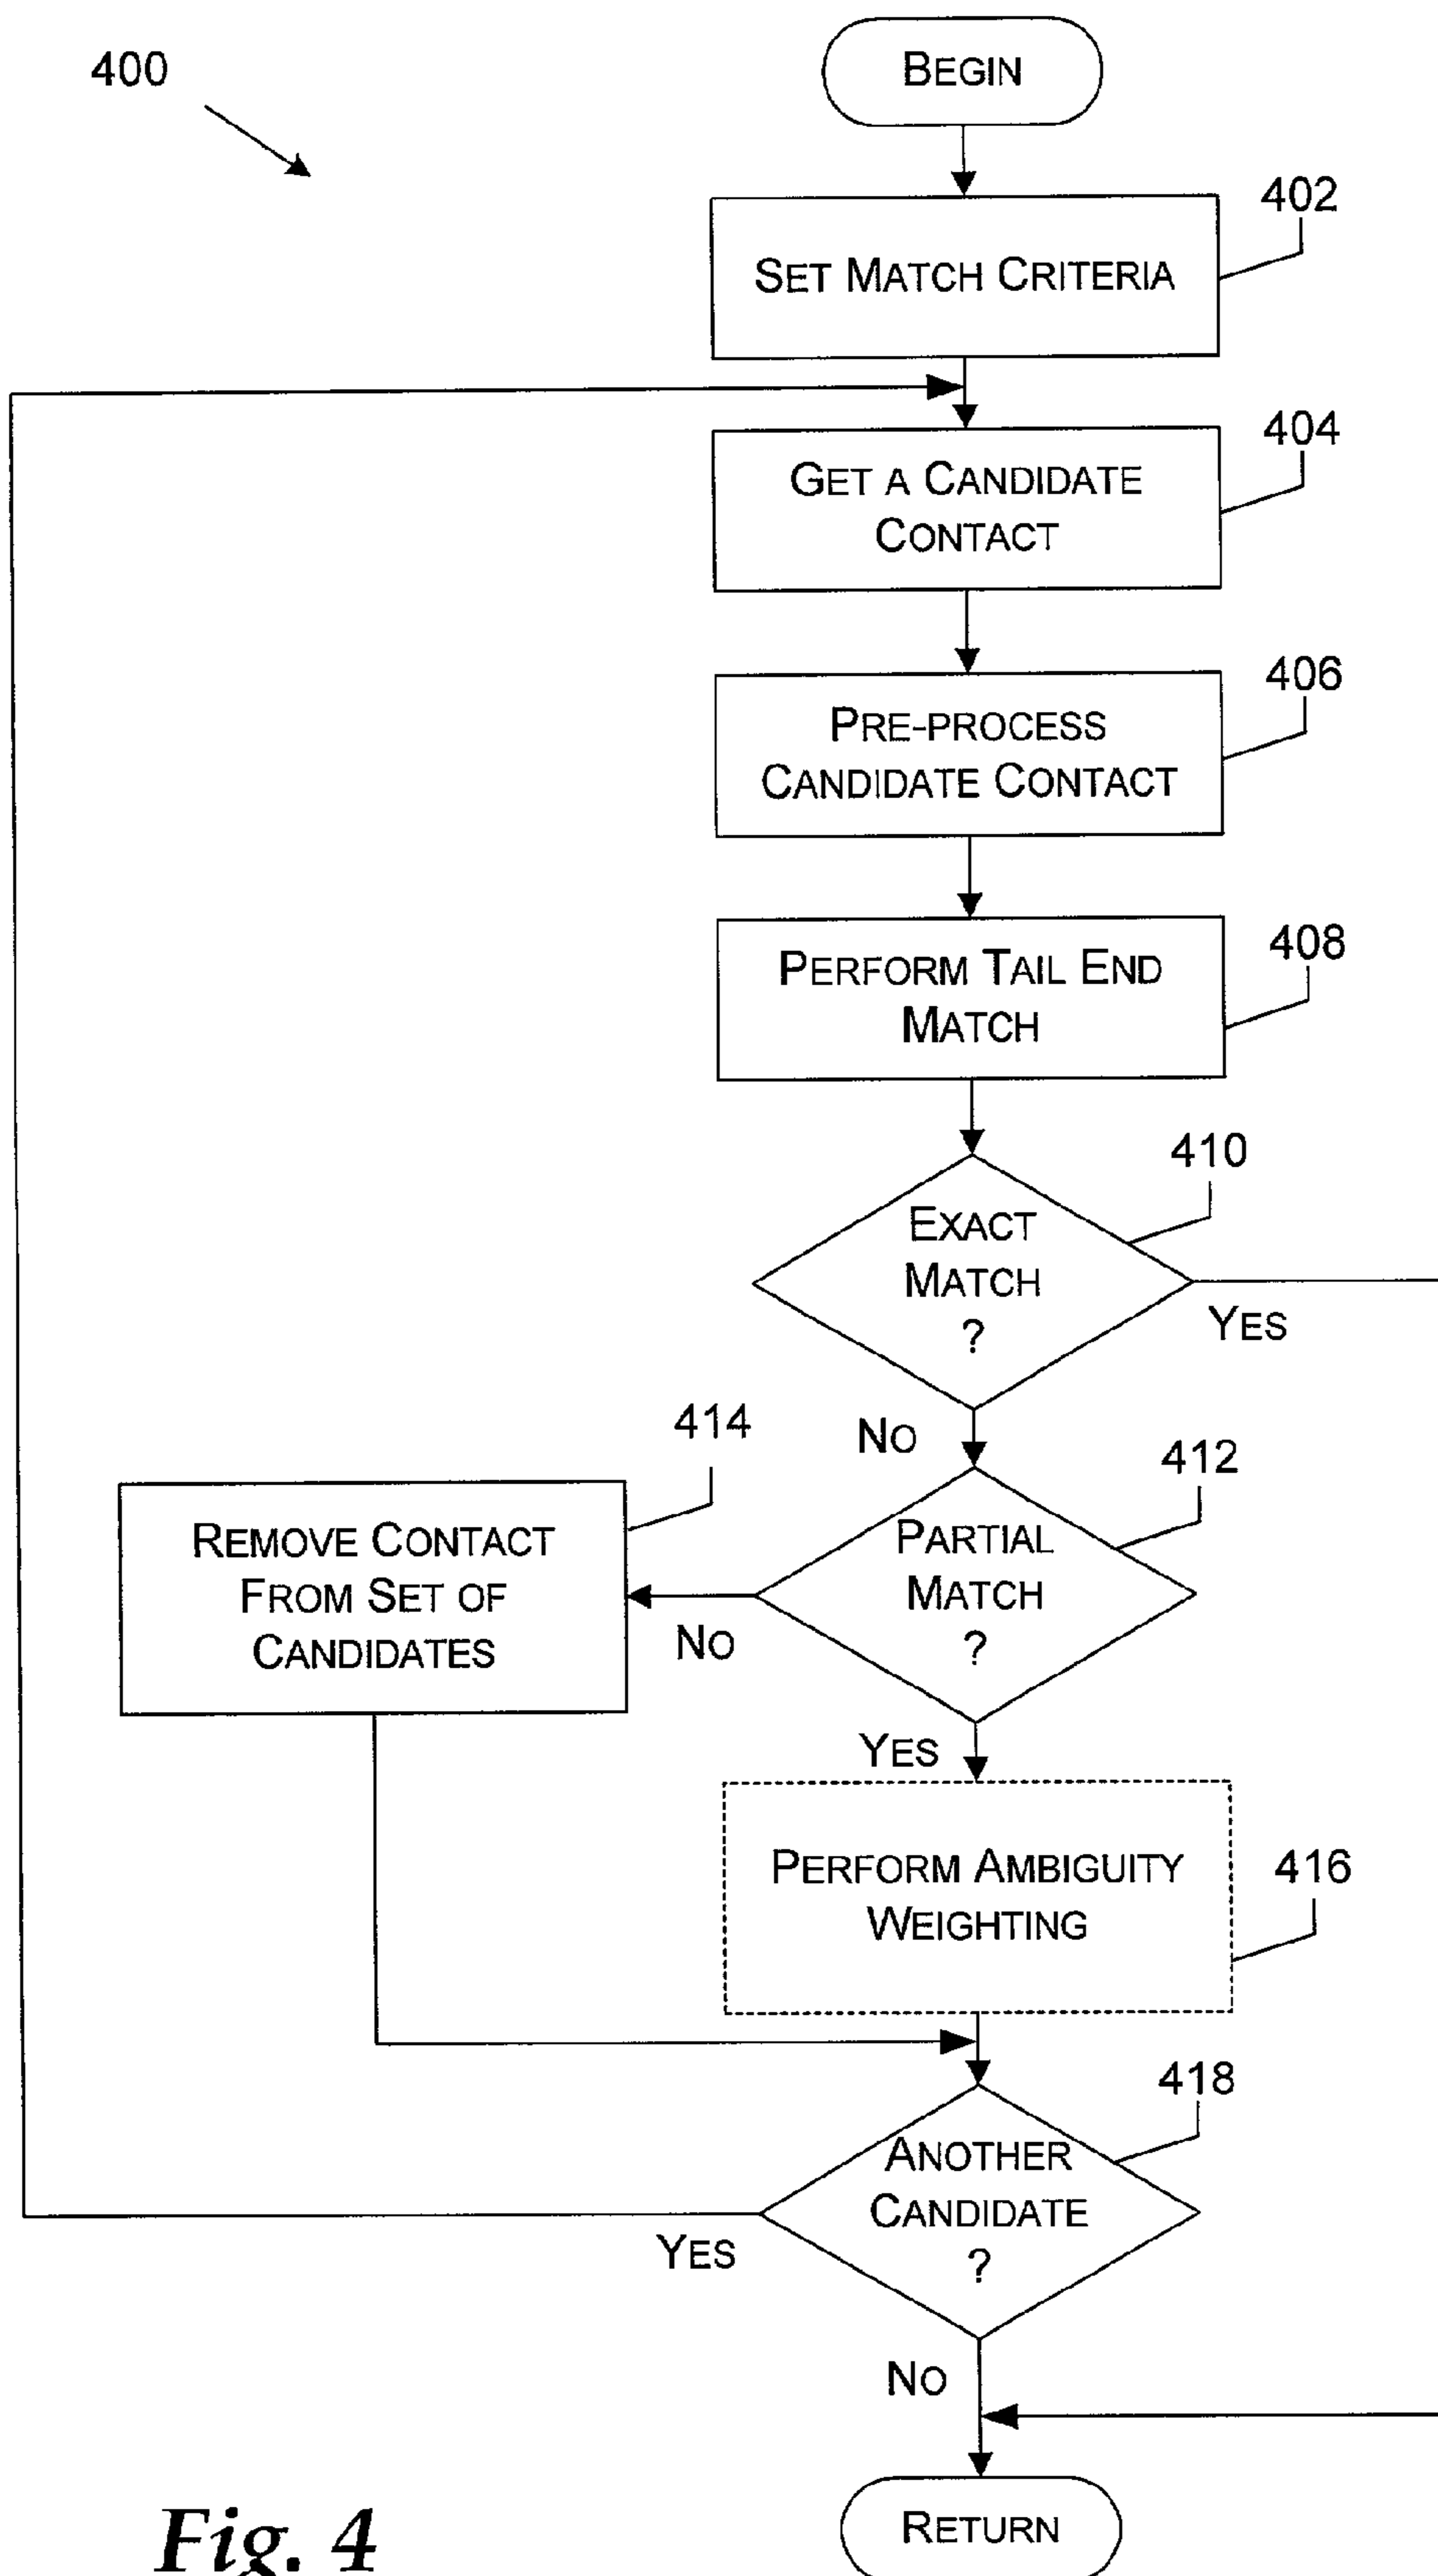 400
BEGIN
402
SET MATCH CRITERIA
404
GET A CANDIDATE
CONTACT
406
PRE-PROCESS
CANDIDATE CONTACT
408
PERFORM TAIL END
MATCH
410
EXACT
MATCH
?
YES
NO
414
412
REMOVE CONTACT
FROM SET OF
CANDIDATES
PARTIAL
MATCH
?
NO
YES
PERFORM AMBIGUITY
WEIGHTING
416
418
ANOTHER
CANDIDATE
?
YES
NO
RETURN
Fig. 4